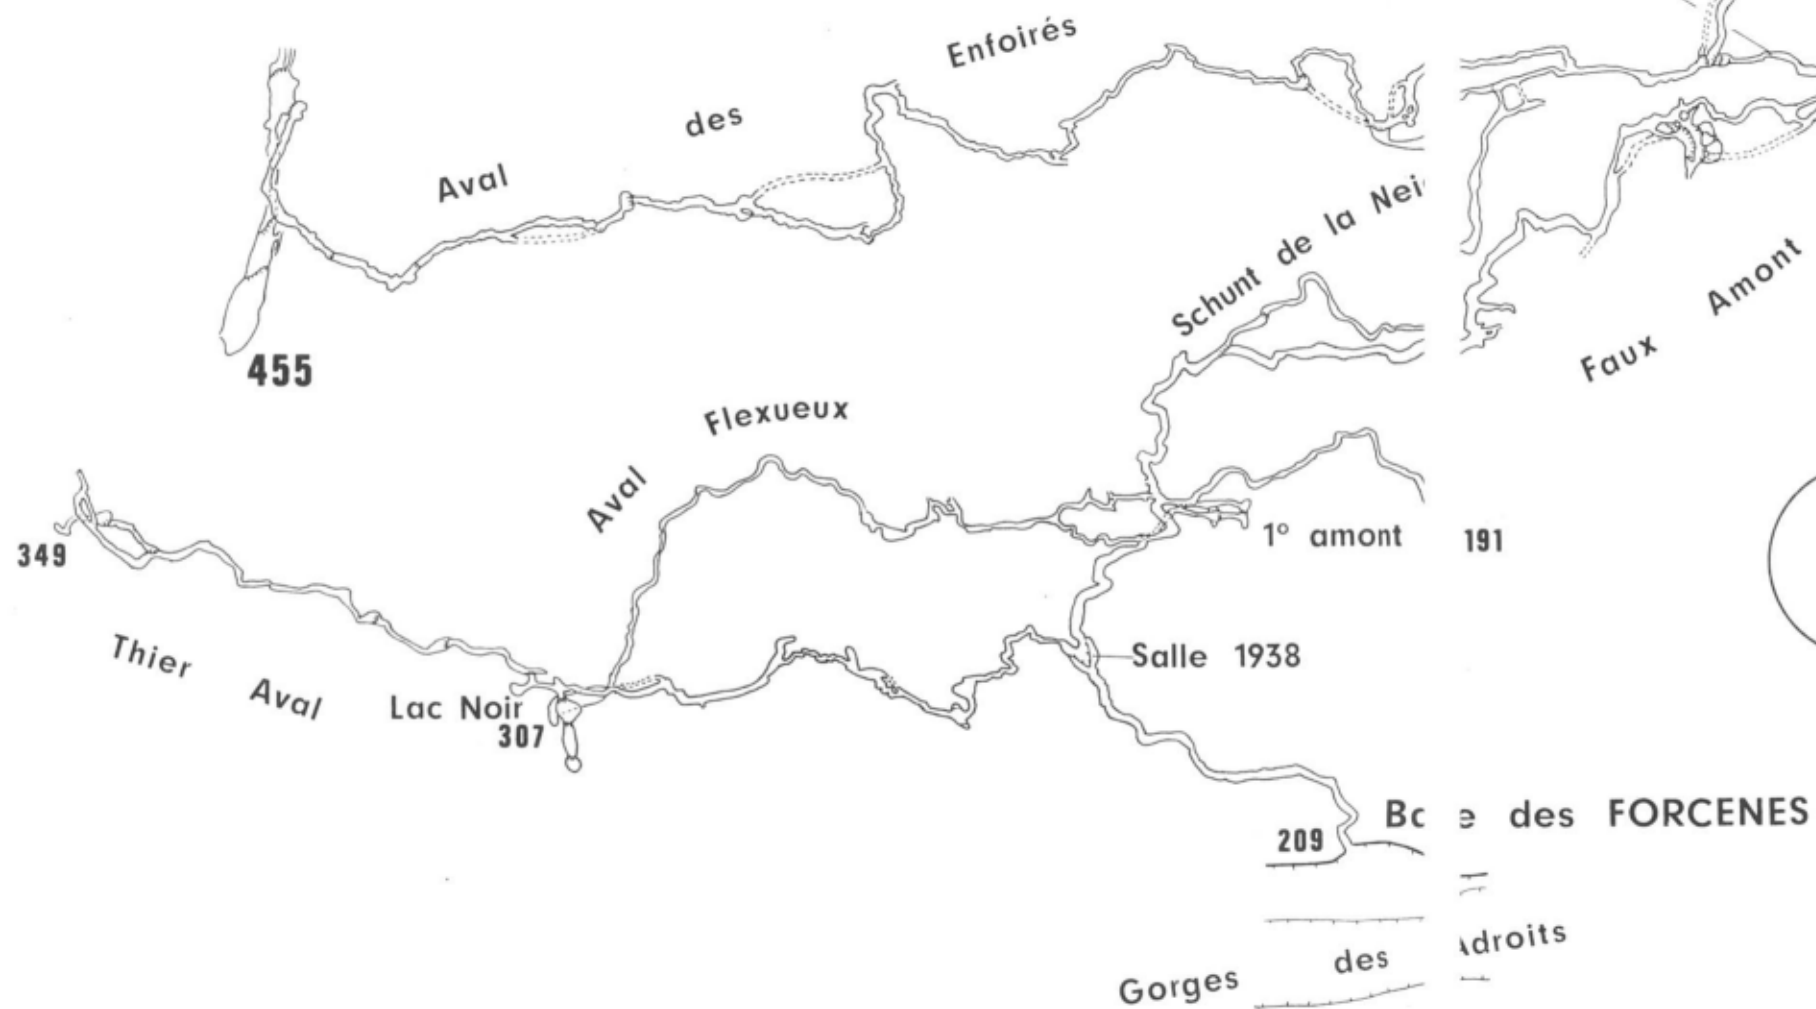 Aval des Enfoirés
455
Schunt de la Nei
Faux Amont
Aval Flexueux
349
Thier Aval
Lac Noir
307
1° amont
191
Salle 1938
209
e des FORCENES
Gorges des Adroits